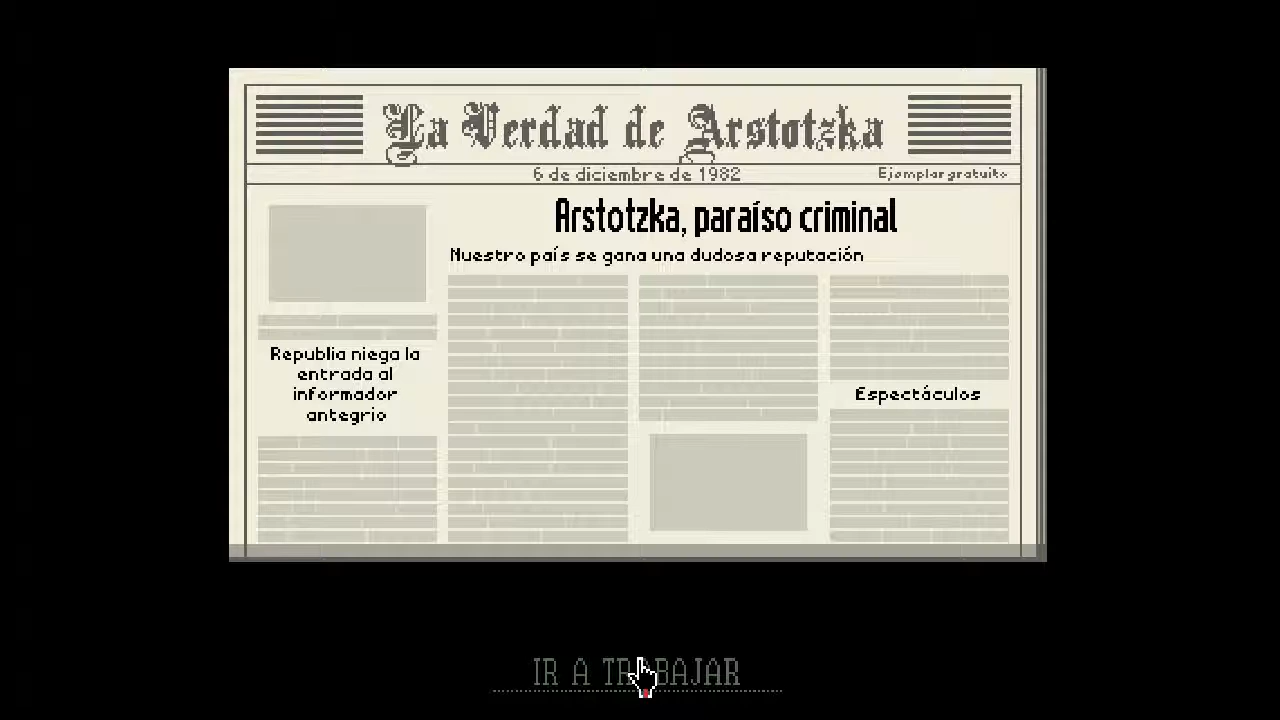 La Verdad de Arstotzka
6 de diciembre de 1982
Ejemplar gratuito
Arstotzka, paraíso criminal
Nuestro país se gana una dudosa reputación
Republia niega la
entrada al
informador
antegrio
Espectáculos
IR A TRABAJAR